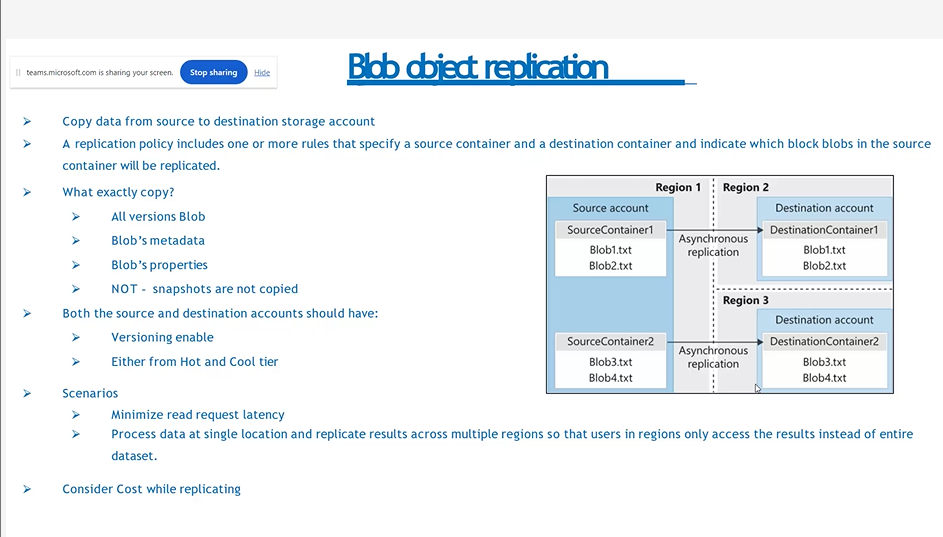 Blob object replication
teams.microsoft.com is sharing your screen. Stop sharing Hide
Copy data from source to destination storage account
A replication policy includes one or more rules that specify a source container and a destination container and indicate which block blobs in the source
container will be replicated.
What exactly copy?
All versions Blob
Blob's metadata
Blob's properties
NOT - snapshots are not copied
Both the source and destination accounts should have:
Versioning enable
Either from Hot and Cool tier
Scenarios
Minimize read request latency
Process data at single location and replicate results across multiple regions so that users in regions only access the results instead of entire
dataset.
Consider Cost while replicating
Region 1 Region 2
Source account Destination account
SourceContainer1 DestinationContainer1
Asynchronous
replication
Blob1.txt Blob1.txt
Blob2.txt Blob2.txt
Region 3
Destination account
SourceContainer2 DestinationContainer2
Asynchronous
replication
Blob3.txt Blob3.txt
Blob4.txt Blob4.txt